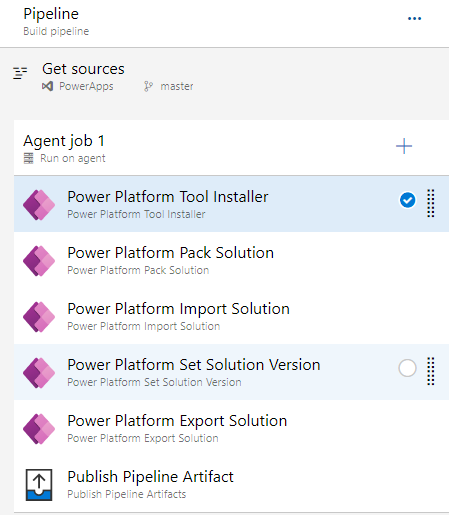 Pipeline
Build pipeline
Get sources
PowerApps master
Agent job 1
Run on agent
Power Platform Tool Installer
Power Platform Tool Installer
Power Platform Pack Solution
Power Platform Pack Solution
Power Platform Import Solution
Power Platform Import Solution
Power Platform Set Solution Version
Power Platform Set Solution Version
Power Platform Export Solution
Power Platform Export Solution
Publish Pipeline Artifact
Publish Pipeline Artifacts